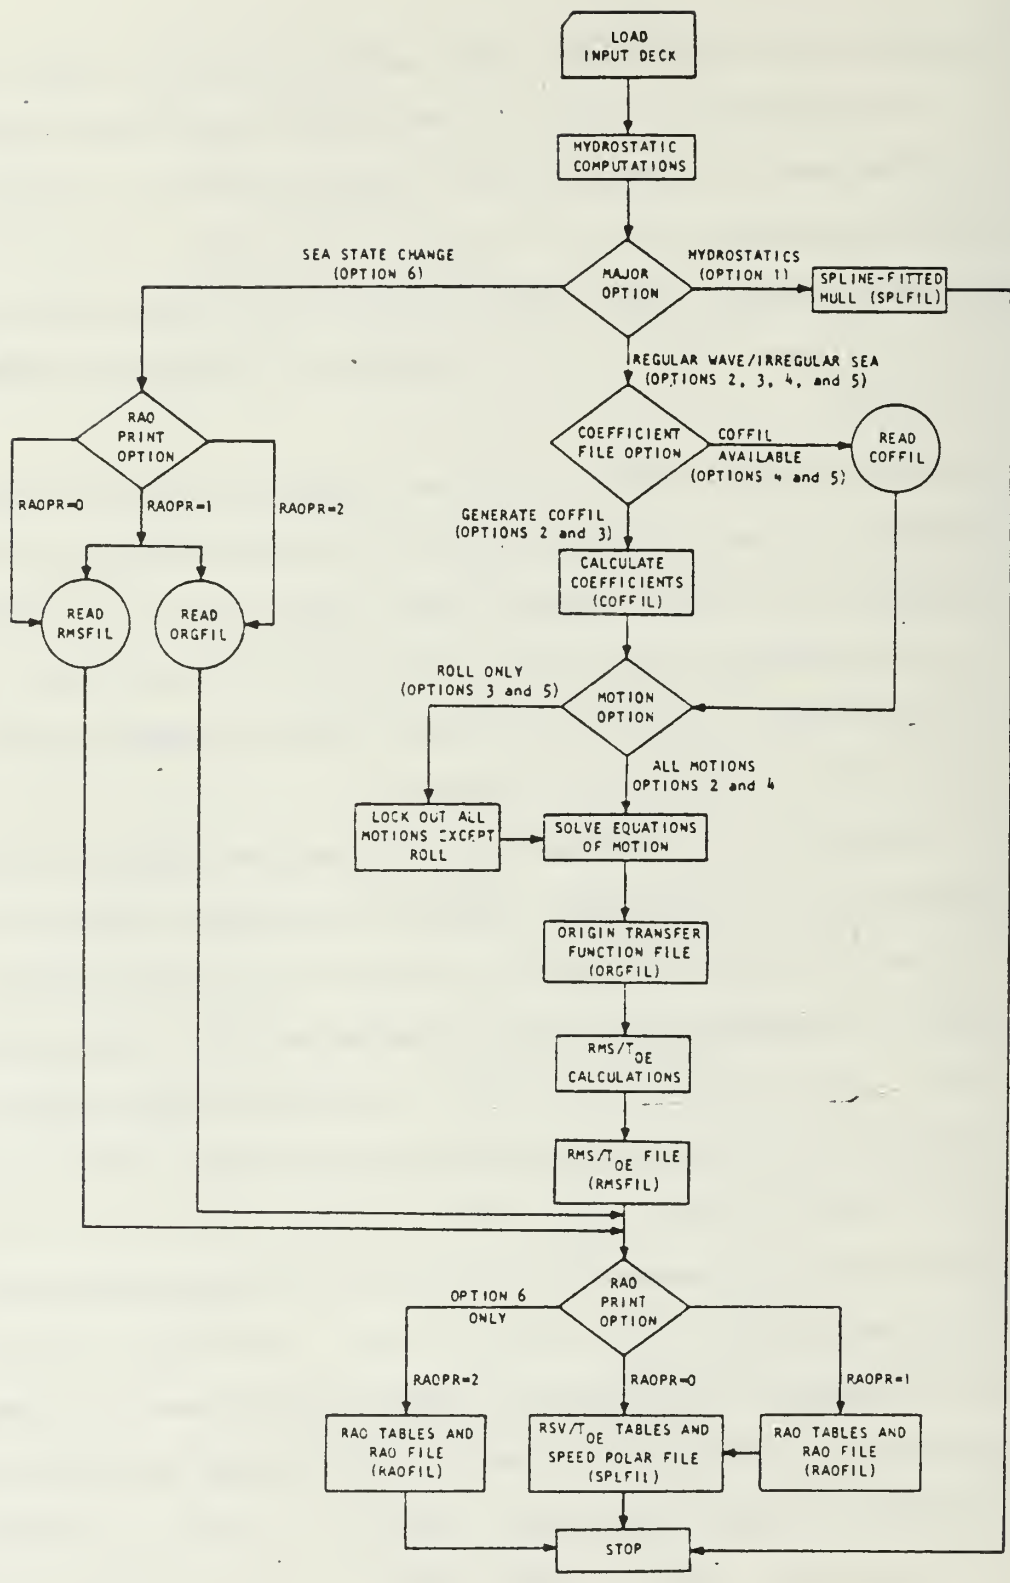 LOAD
INPUT DECK
HYDROSTATIC
COMPUTATIONS
SEA STATE CHANGE
(OPTION 6)
MAJOR
OPTION
HYDROSTATICS
(OPTION 1)
SPLINE-FITTED
HULL (SPLFIL)
REGULAR WAVE/IRREGULAR SEA
(OPTIONS 2, 3, 4, and 5)
RAO
PRINT
OPTION
COEFFICIENT
FILE OPTION
COFFIL
AVAILABLE
(OPTIONS 4 and 5)
READ
COFFIL
RAOPR=0
RAOPR=1
RAOPR=2
GENERATE COFFIL
(OPTIONS 2 and 3)
CALCULATE
COEFFICIENTS
(COFFIL)
READ
RMSFIL
READ
ORGFIL
ROLL ONLY
(OPTIONS 3 and 5)
MOTION
OPTION
ALL MOTIONS
OPTIONS 2 and 4
LOCK OUT ALL
MOTIONS EXCEPT
ROLL
SOLVE EQUATIONS
OF MOTION
ORIGIN TRANSFER
FUNCTION FILE
(ORGFIL)
RMS/TOE
CALCULATIONS
RMS/TOE FILE
(RMSFIL)
OPTION 6
ONLY
RAO
PRINT
OPTION
RAOPR=2
RAOPR=0
RAOPR=1
RAO TABLES AND
RAO FILE
(RAOFIL)
RSV/TOE TABLES AND
SPEED POLAR FILE
(SPLFIL)
RAO TABLES AND
RAO FILE
(RAOFIL)
STOP